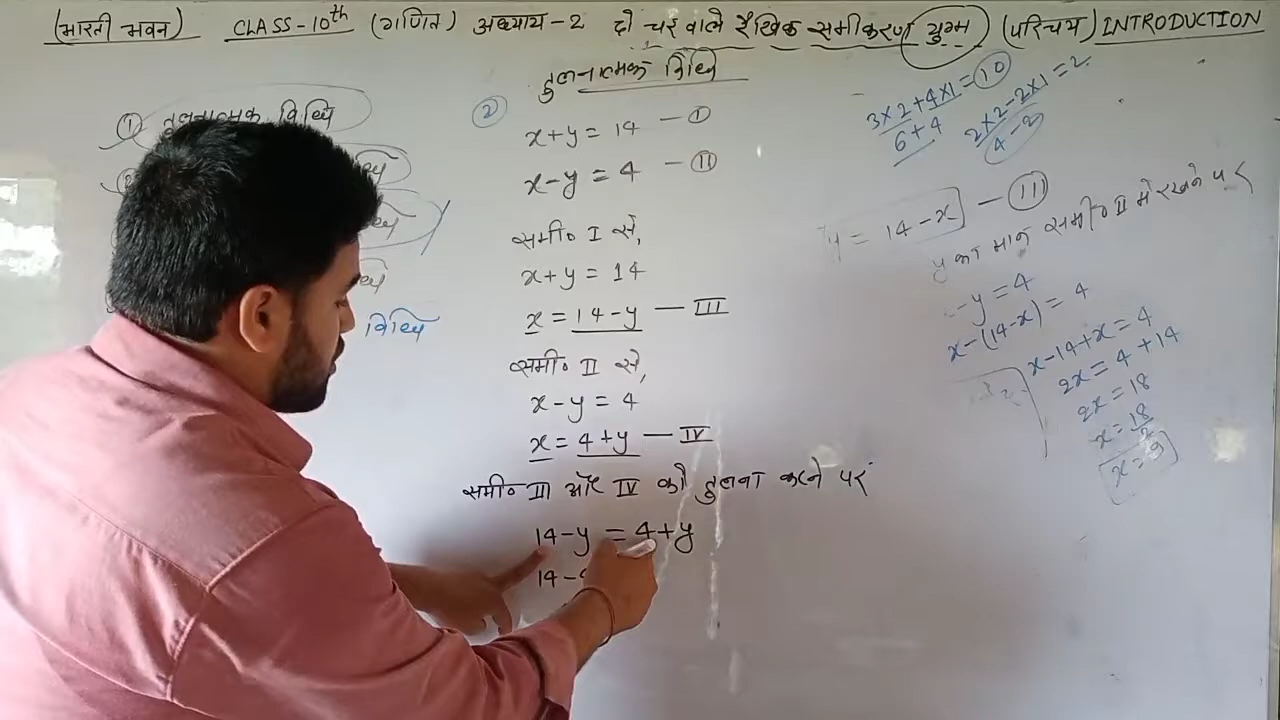 (भारती भवन) CLASS-10th (गणित) अध्याय-2 दो चर वाले रैखिक समीकरण युग्म (परिचय) INTRODUCTION
तुलनात्मक विधि
① तुलनात्मक विधि
विधि
② x+y = 14 — Ⓘ
x-y = 4 — Ⓘ Ⓘ
समी० I से,
x+y = 14
x = 14-y — III
समी० II से,
x-y = 4
x = 4+y — IV
समी० III और IV की तुलना करने पर
14-y = 4+y
14-
3×2+4×1=10
6+4
2×2-2×1=2
4-2
y = 14-x — III
y का मान समी० II में रखने पर
-y = 4
x-(14-x) = 4
x-14+x = 4
2x = 4+14
2x = 18
x = 18/2
x = 9